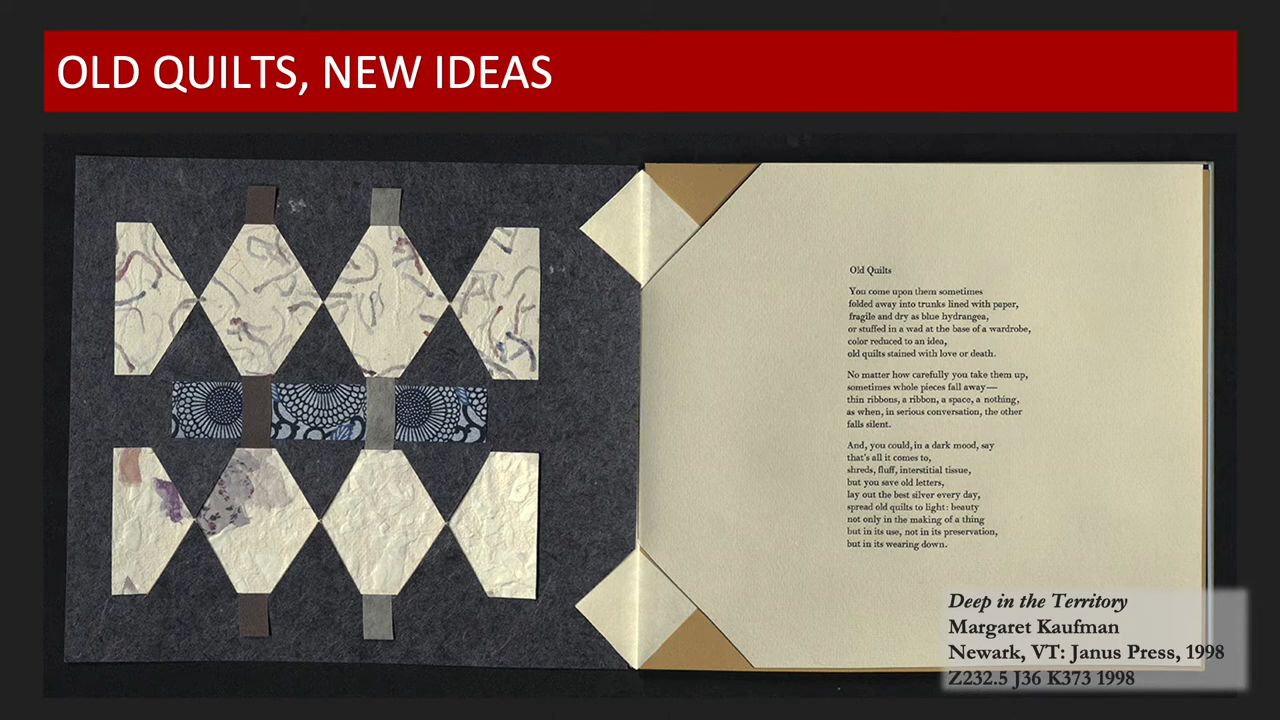 OLD QUILTS, NEW IDEAS
Old Quilts
You come upon them sometimes
folded away into trunks lined with paper,
fragile and dry as blue hydrangea,
or stuffed in a wad at the base of a wardrobe,
color reduced to an idea,
old quilts stained with love or death.
No matter how carefully you take them up,
sometimes whole pieces fall away—
thin ribbons, a ribbon, a space, a nothing,
as when, in serious conversation, the other
falls silent.
And, you could, in a dark mood, say
that's all it comes to,
shreds, fluff, interstitial tissue,
but you save old letters,
lay out the best silver every day,
spread old quilts to light: beauty
not only in the making of a thing
but in its use, not in its preservation,
but in its wearing down.
Deep in the Territory
Margaret Kaufman
Newark, VT: Janus Press, 1998
Z232.5 J36 K373 1998